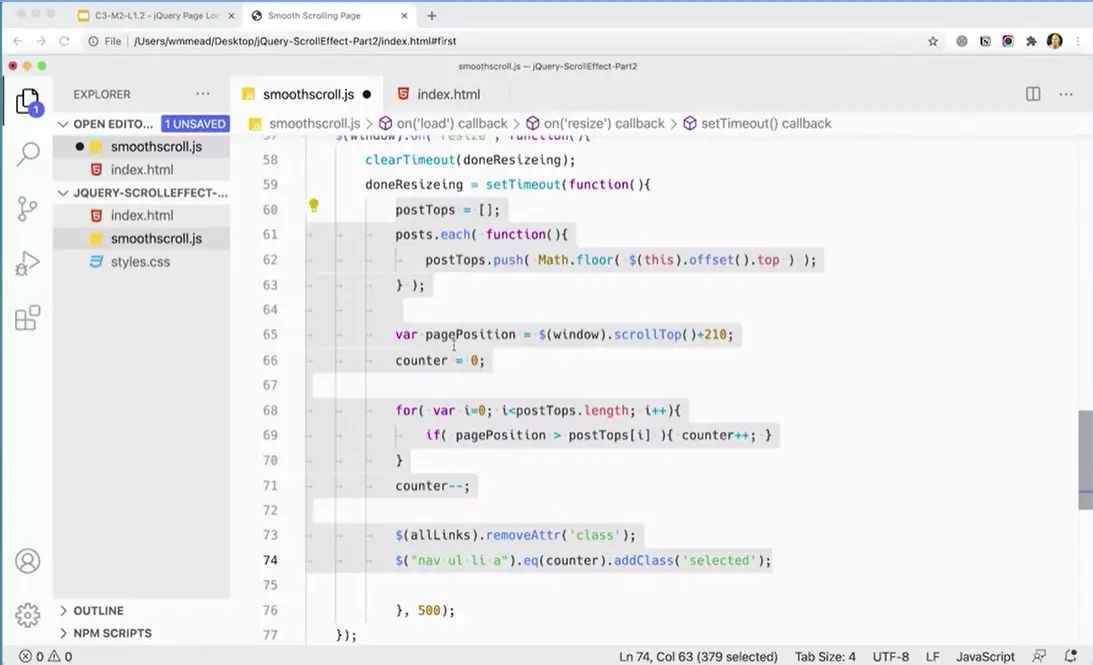 C3-M2-L1.2 - jQuery Page Loc
Smooth Scrolling Page
File
/Users/wmmead/Desktop/jQuery-ScrollEffect-Part2/index.html#first
smoothscroll.js — jQuery-ScrollEffect-Part2
EXPLORER
smoothscroll.js
index.html
OPEN EDITO... 1 UNSAVED
smoothscroll.js > on('load') callback > on('resize') callback > setTimeout() callback
smoothscroll.js
index.html
JQUERY-SCROLLEFFECT-...
index.html
smoothscroll.js
styles.css
57 $(window).on( 'resize', function(){
58 clearTimeout(doneResizeing);
59 doneResizeing = setTimeout(function(){
60 postTops = [];
61 posts.each( function(){
62 postTops.push( Math.floor( $(this).offset().top ) );
63 } );
64
65 var pagePosition = $(window).scrollTop()+210;
66 counter = 0;
67
68 for( var i=0; i<postTops.length; i++){
69 if( pagePosition > postTops[i] ){ counter++; }
70 }
71 counter--;
72
73 $(allLinks).removeAttr('class');
74 $("nav ul li a").eq(counter).addClass('selected');
75
76 }, 500);
77 });
1
OUTLINE
NPM SCRIPTS
0 0
Ln 74, Col 63 (379 selected)
Tab Size: 4
UTF-8
LF
JavaScript